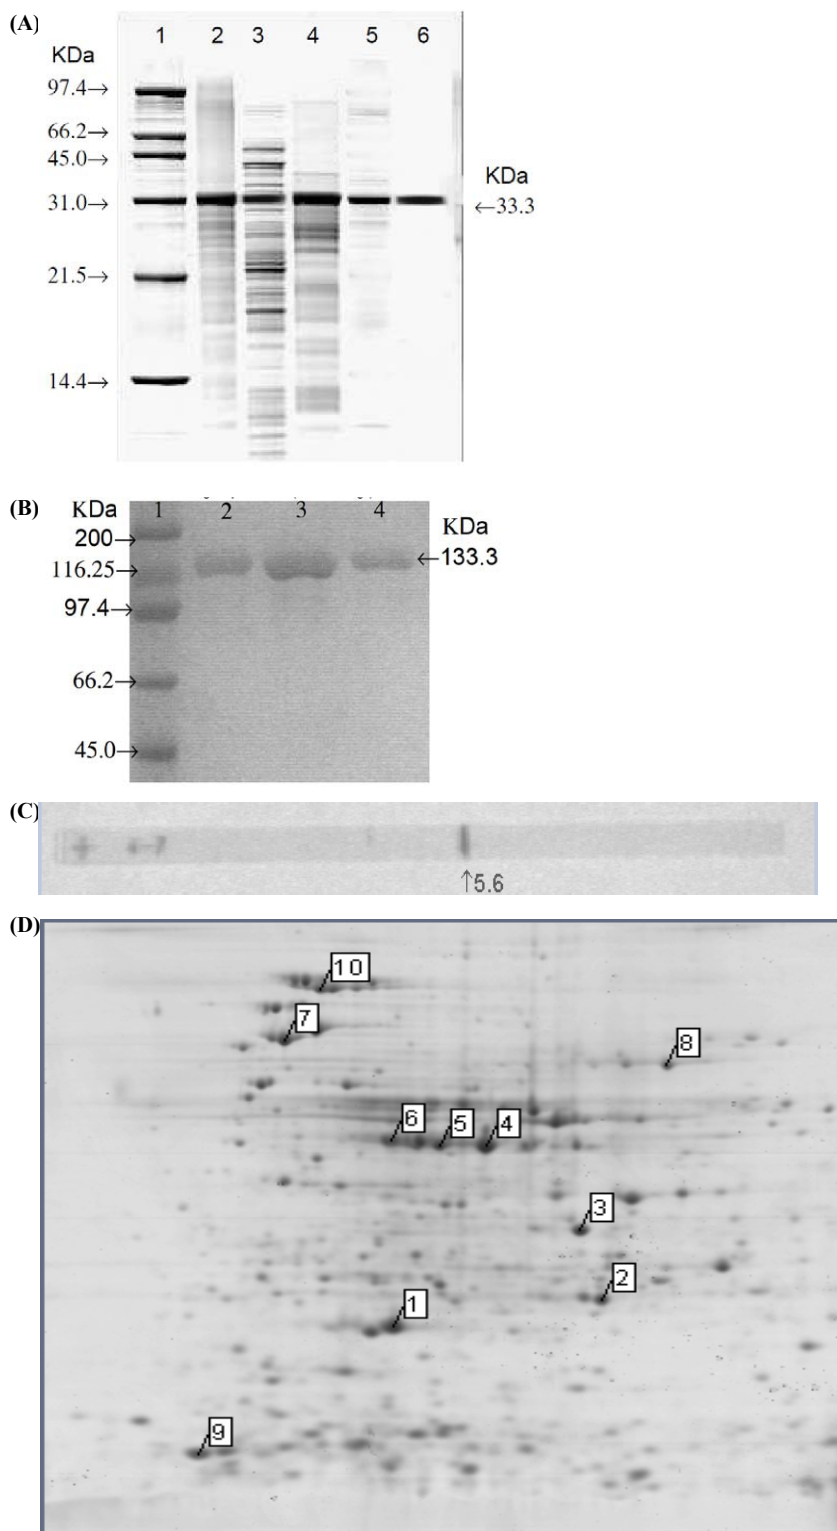 (A)
1 2 3 4 5 6
KDa
97.4→
66.2→
45.0→
KDa
31.0→
←33.3
21.5→
14.4→
(B)
KDa 1 2 3 4
KDa
200→
←133.3
116.25→
97.4→
66.2→
45.0→
(C)
↑5.6
(D)
10
7
8
6 5 4
3
2
1
9